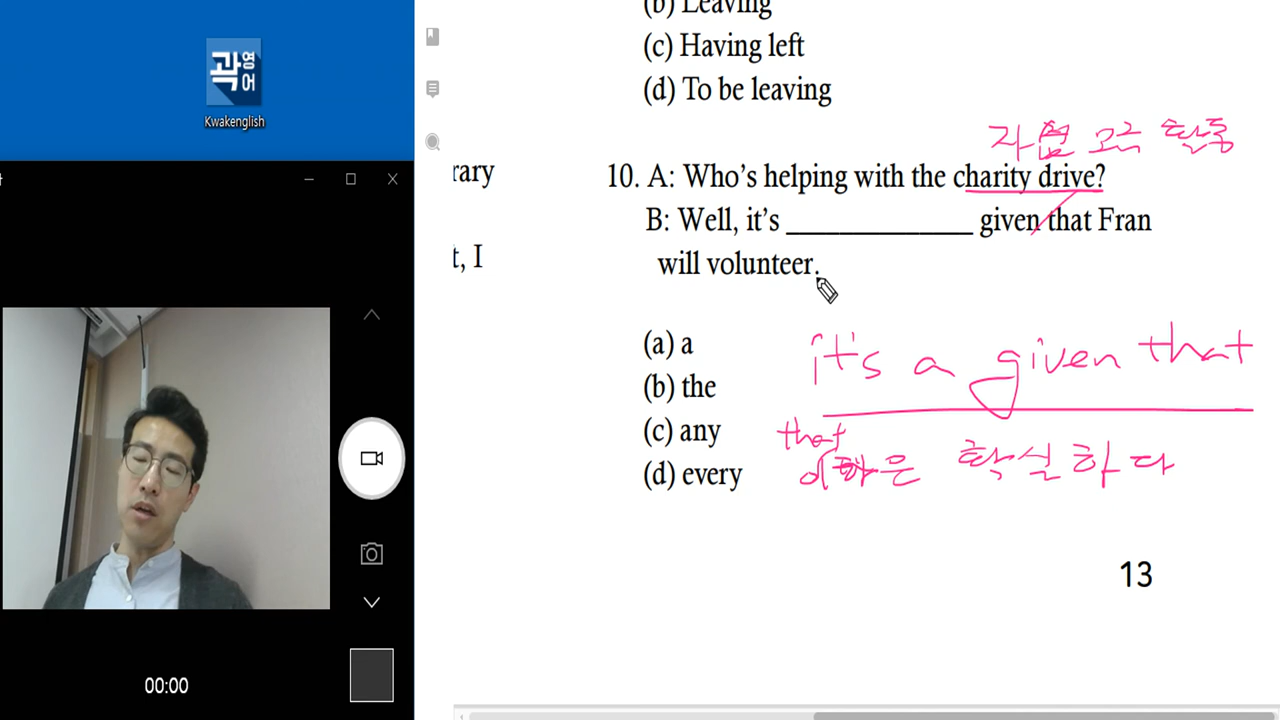 곽영어
Kwakenglish
00:00
(b) Leaving
(c) Having left
(d) To be leaving
rary
t, I
자선 모금 활동
10. A: Who's helping with the charity drive?
B: Well, it's ______________ given that Fran
will volunteer.
(a) a
(b) the
(c) any
(d) every
it's a given that
that
이하은 확실하다
13